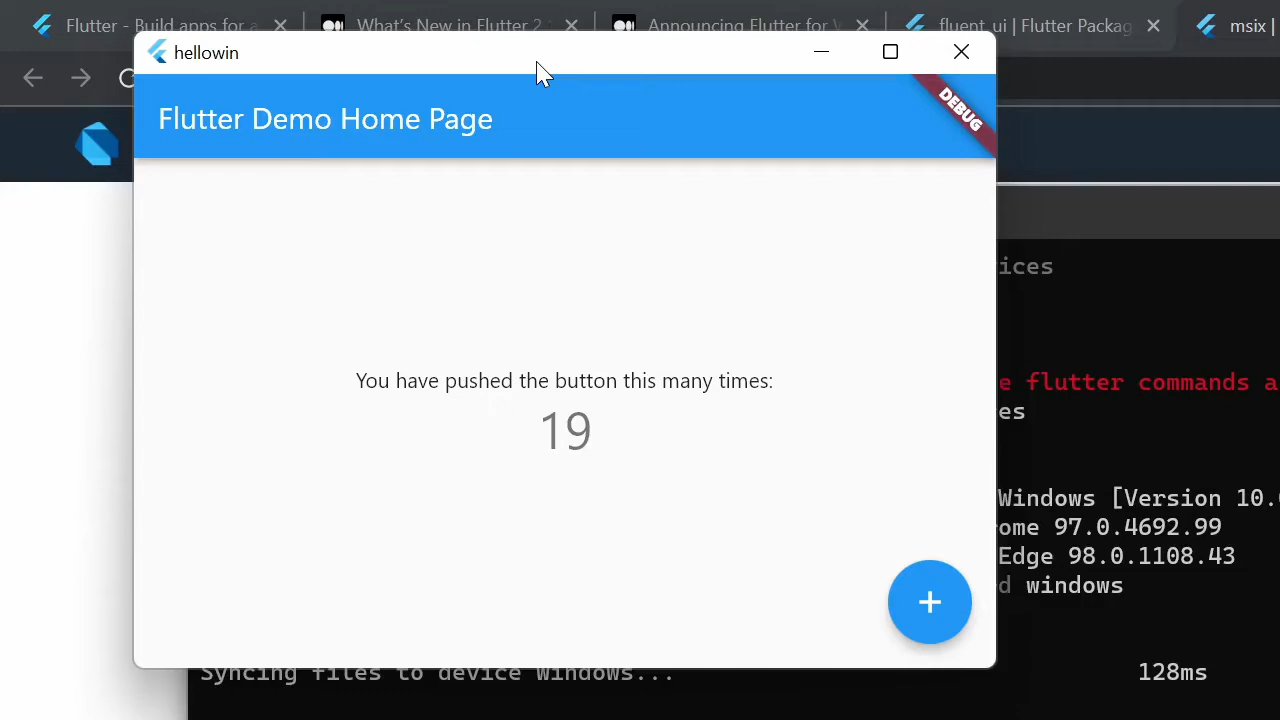 Flutter - Build apps for a
What's New in Flutter 2.
Announcing Flutter for
fluent_ui | Flutter Packag
msix |
hellowin
Flutter Demo Home Page
DEBUG
ices
You have pushed the button this many times:
19
e flutter commands a
es
Windows [Version 10.
ome 97.0.4692.99
Edge 98.0.1108.43
d windows
+
Syncing files to device Windows...
128ms